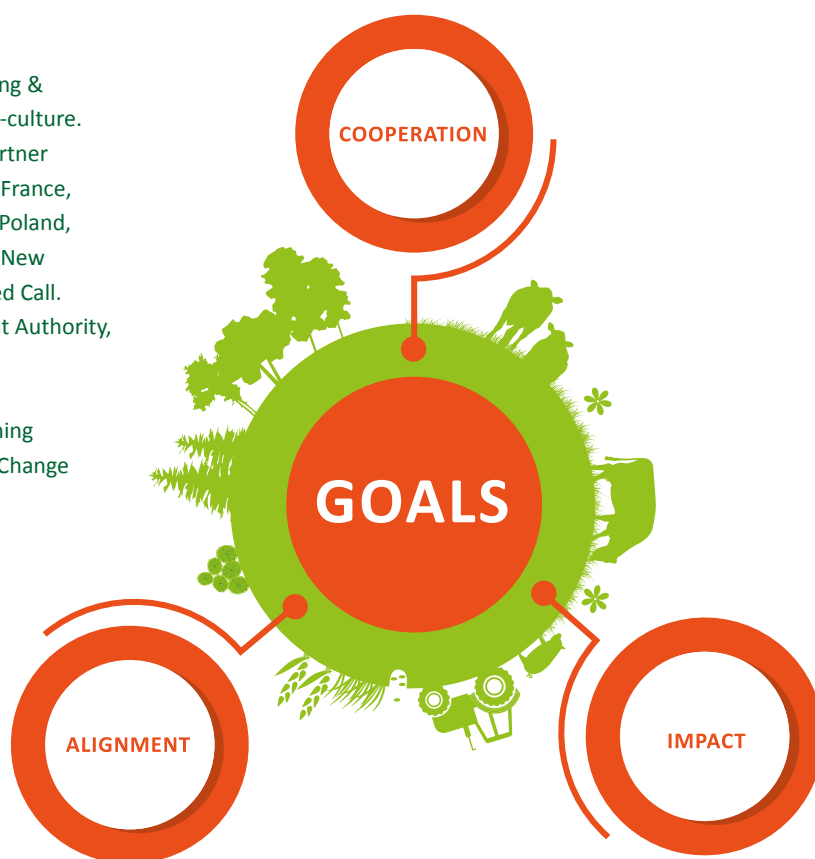 ng &
-culture.
rtner
France,
Poland,
New
ed Call.
t Authority,
ning
Change
COOPERATION
GOALS
ALIGNMENT
IMPACT